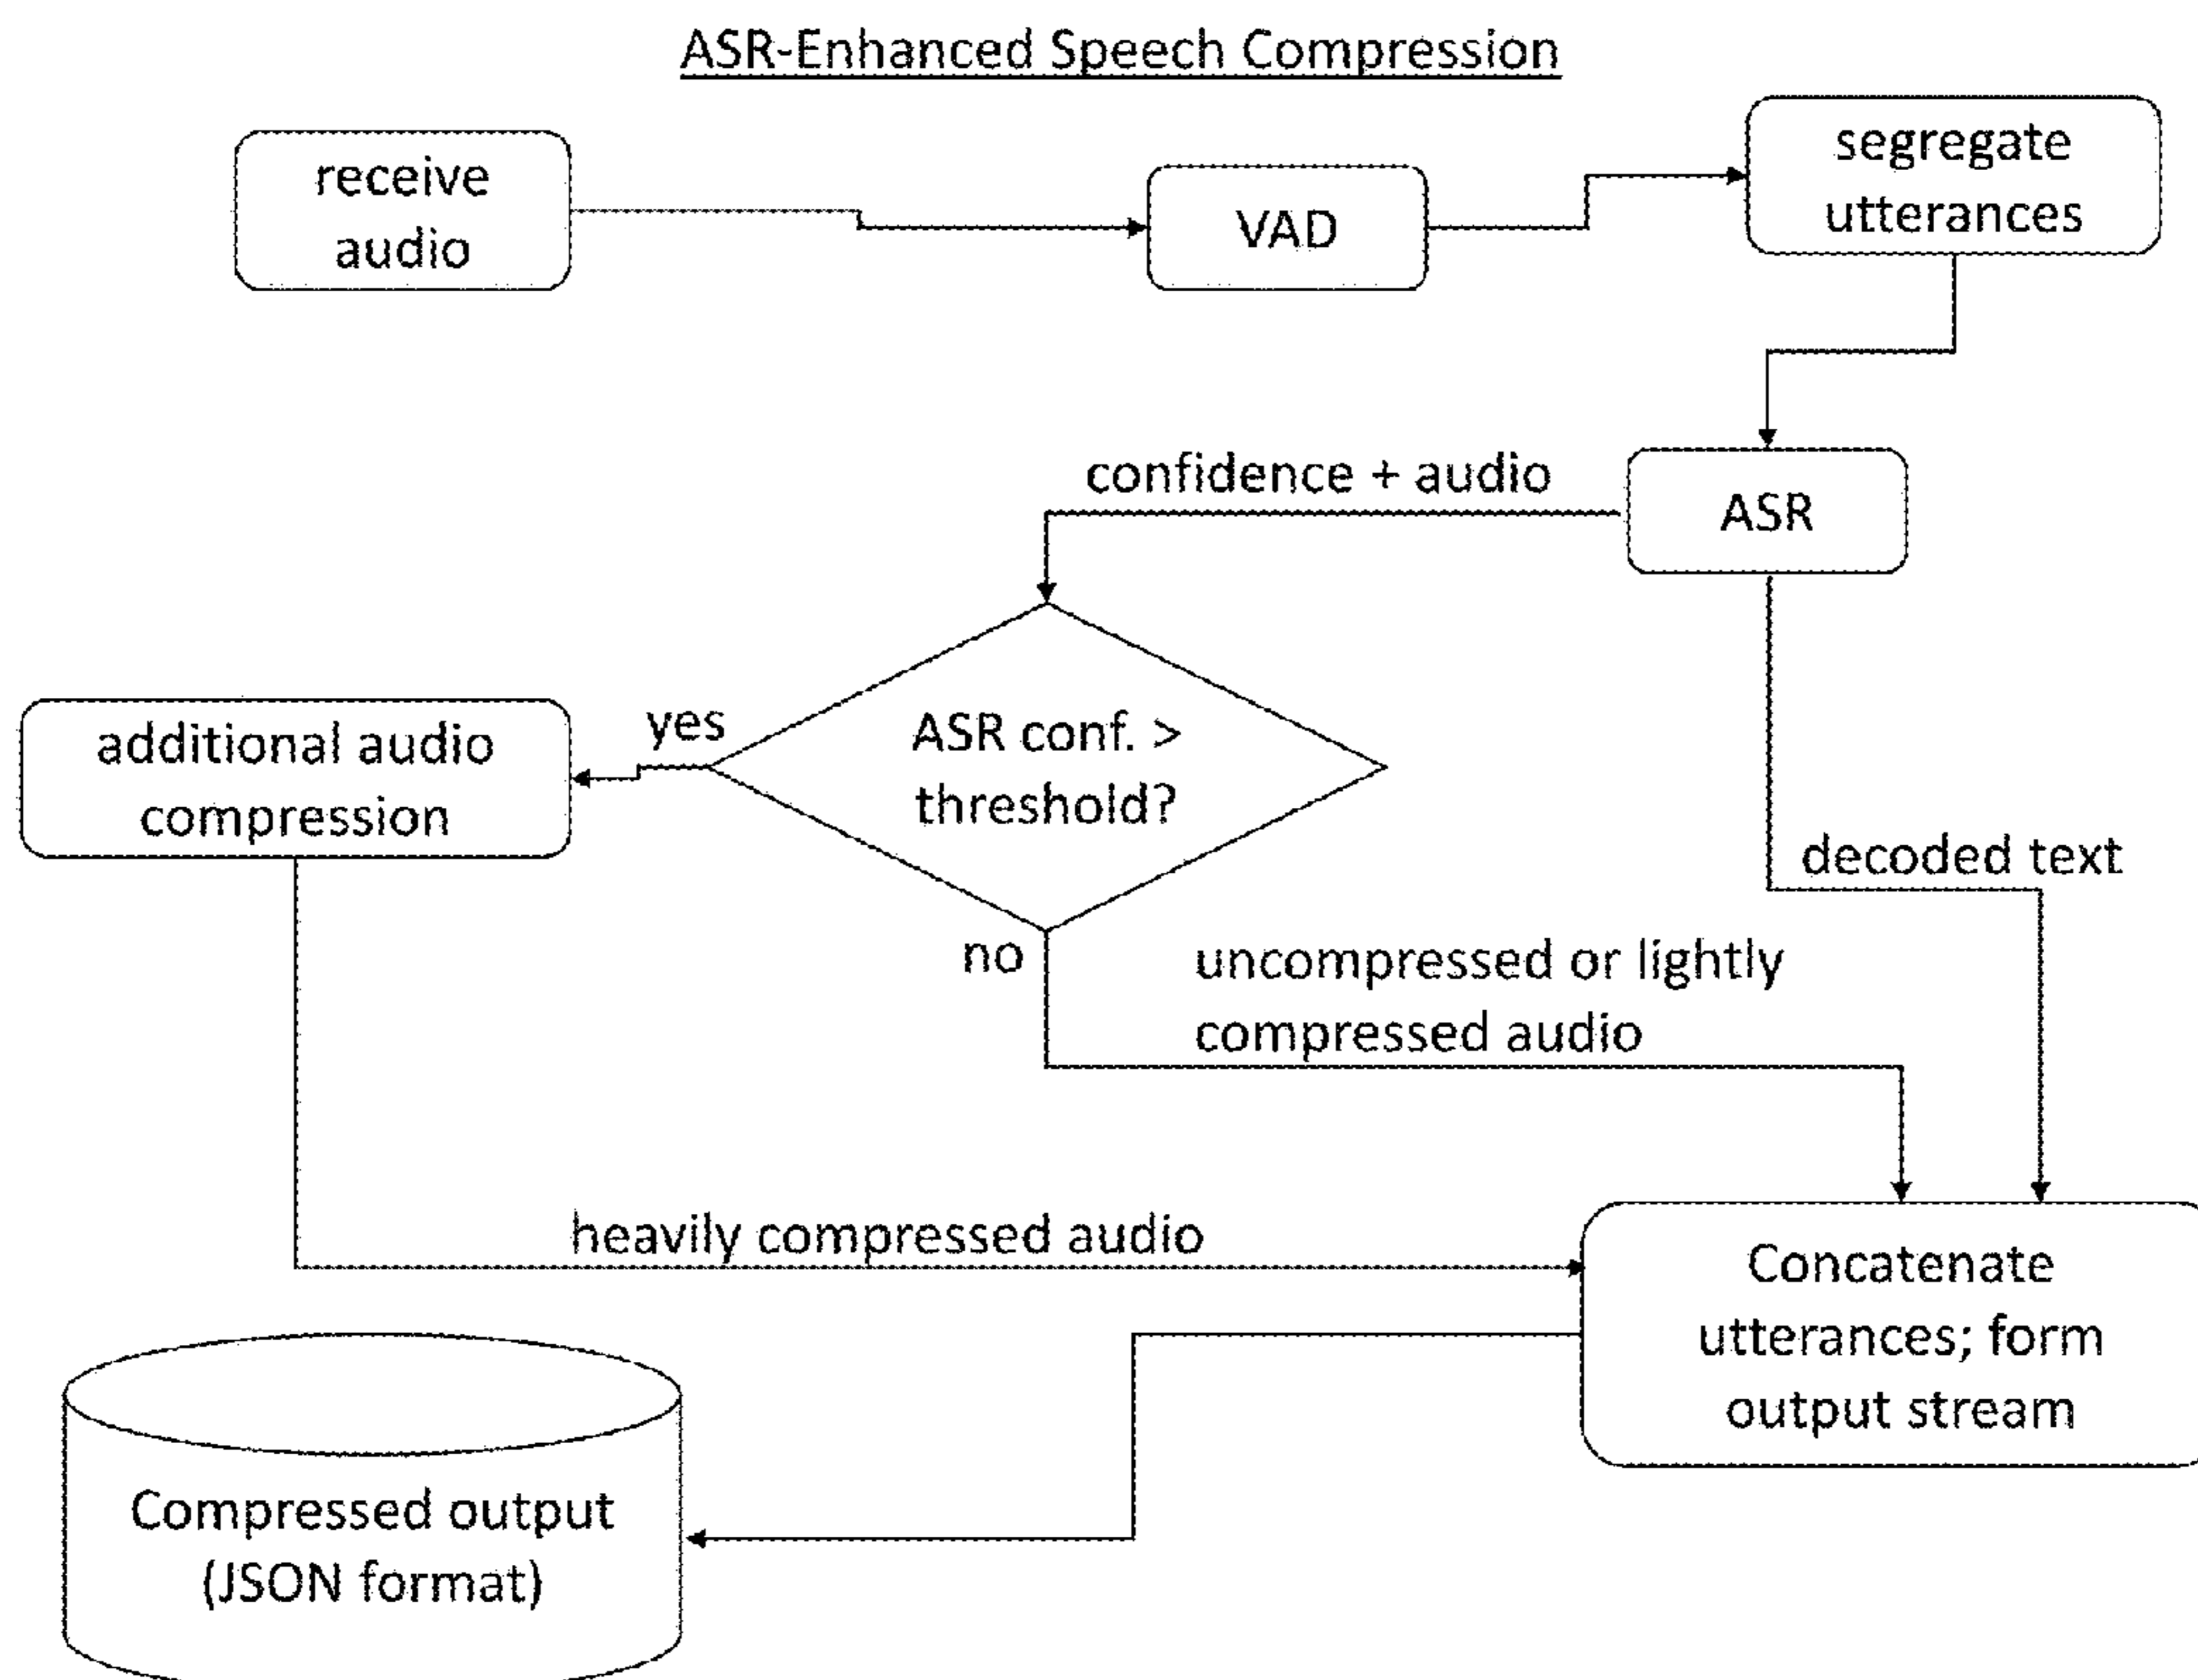 ASR-Enhanced Speech Compression
receive
audio
VAD
segregate
utterances
confidence + audio
ASR
yes
ASR conf. >
threshold?
additional audio
compression
decoded text
no
uncompressed or lightly
compressed audio
heavily compressed audio
Concatenate
utterances; form
output stream
Compressed output
(JSON format)